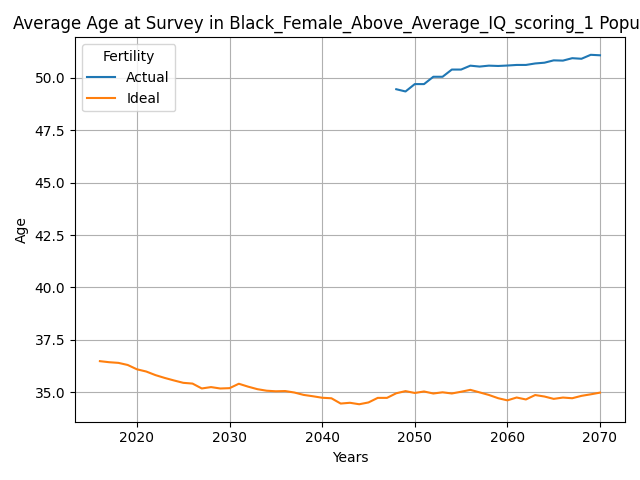 Average Age at Survey in Black_Female_Above_Average_IQ_scoring_1 Popu
Fertility
Actual
Ideal
50.0
47.5
45.0
42.5
40.0
37.5
35.0
Age
2020 2030 2040 2050 2060 2070
Years